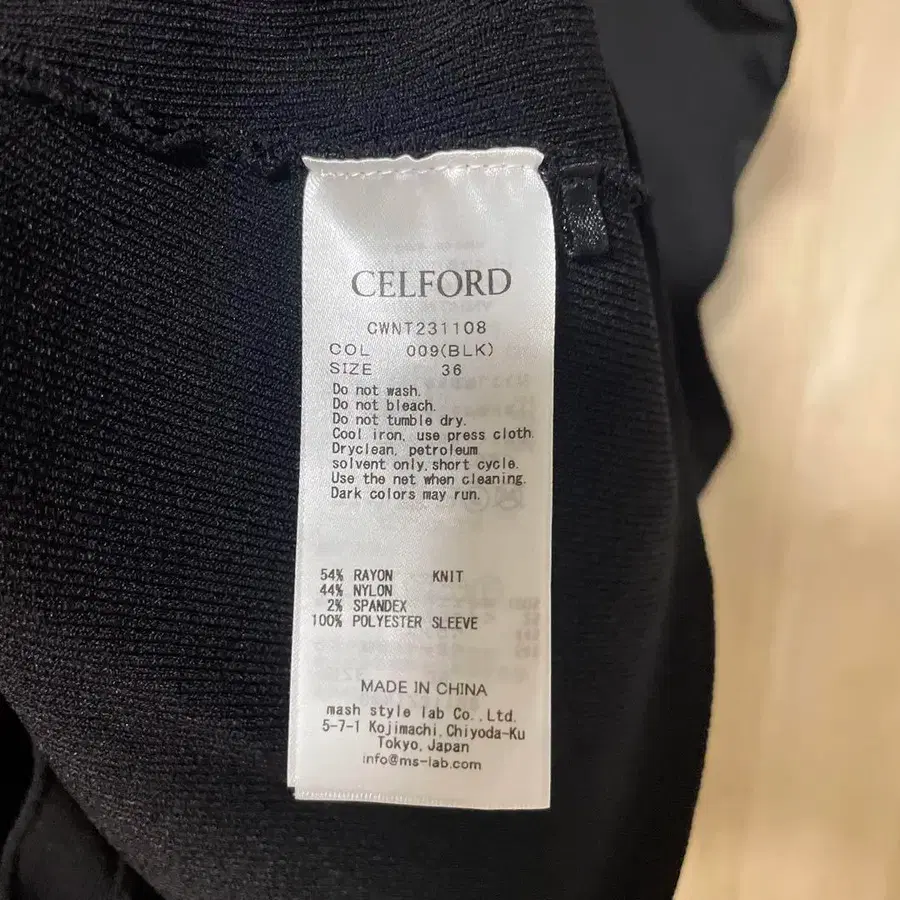 CELFORD
CWNT231108
COL 009(BLK)
SIZE 36
Do not wash.
Do not bleach.
Do not tumble dry.
Cool iron, use press cloth.
Dryclean, petroleum
solvent only,short cycle.
Use the net when cleaning.
Dark colors may run.
54% RAYON KNIT
44% NYLON
2% SPANDEX
100% POLYESTER SLEEVE
MADE IN CHINA
mash style lab Co.,Ltd.
5-7-1 Kojimachi,Chiyoda-Ku
Tokyo,Japan
info@ms-lab.com